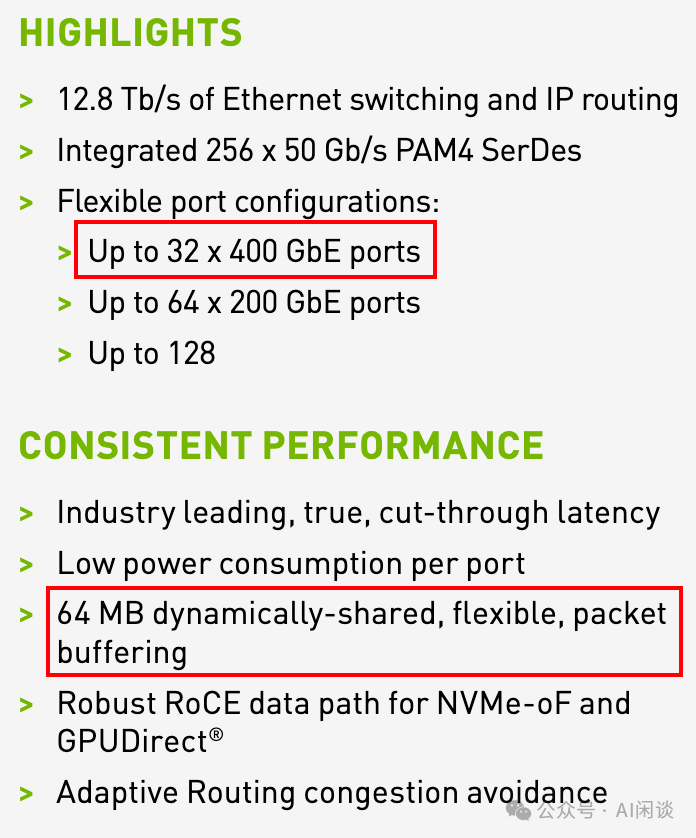 HIGHLIGHTS
> 12.8 Tb/s of Ethernet switching and IP routing
> Integrated 256 x 50 Gb/s PAM4 SerDes
> Flexible port configurations:
> Up to 32 x 400 GbE ports
> Up to 64 x 200 GbE ports
> Up to 128
CONSISTENT PERFORMANCE
> Industry leading, true, cut-through latency
> Low power consumption per port
> 64 MB dynamically-shared, flexible, packet
buffering
> Robust RoCE data path for NVMe-oF and
GPUDirect®
> Adaptive Routing congestion avoidance
公众号 · AI闲谈